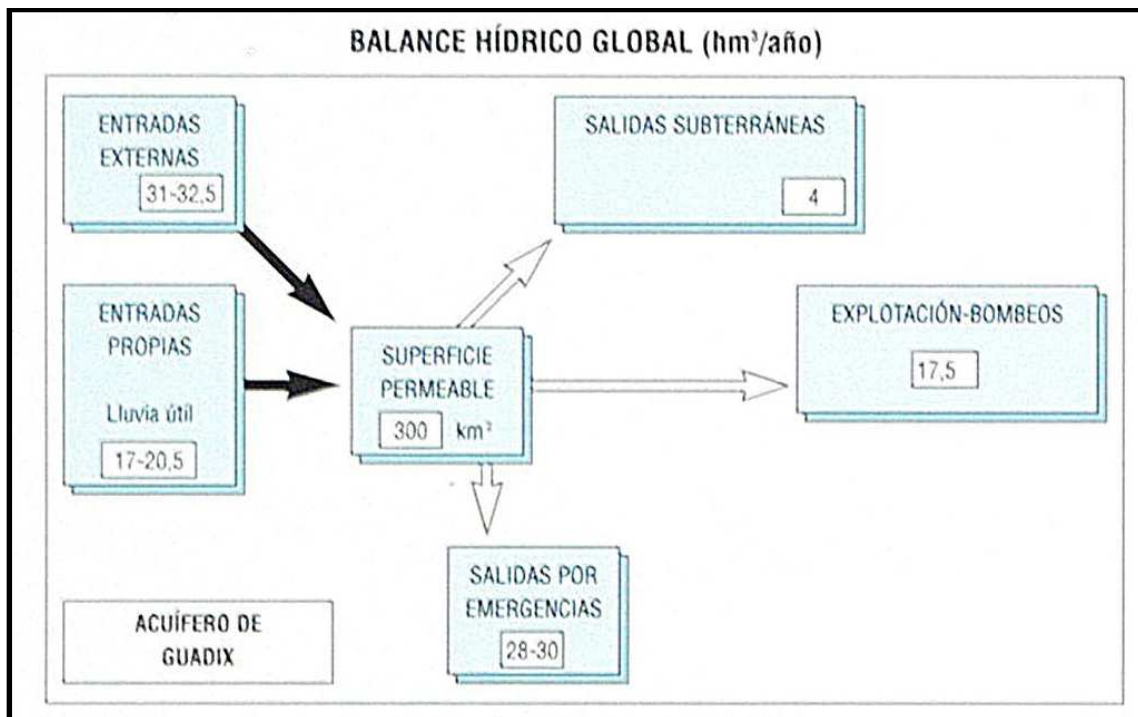 BALANCE HÍDRICO GLOBAL (hm³/año)
ENTRADAS
EXTERNAS
31-32,5
SALIDAS SUBTERRÁNEAS
4
ENTRADAS
PROPIAS
Lluvia útil
17-20,5
SUPERFICIE
PERMEABLE
300 km²
EXPLOTACIÓN-BOMBEOS
17,5
SALIDAS POR
EMERGENCIAS
28-30
ACUÍFERO DE
GUADIX